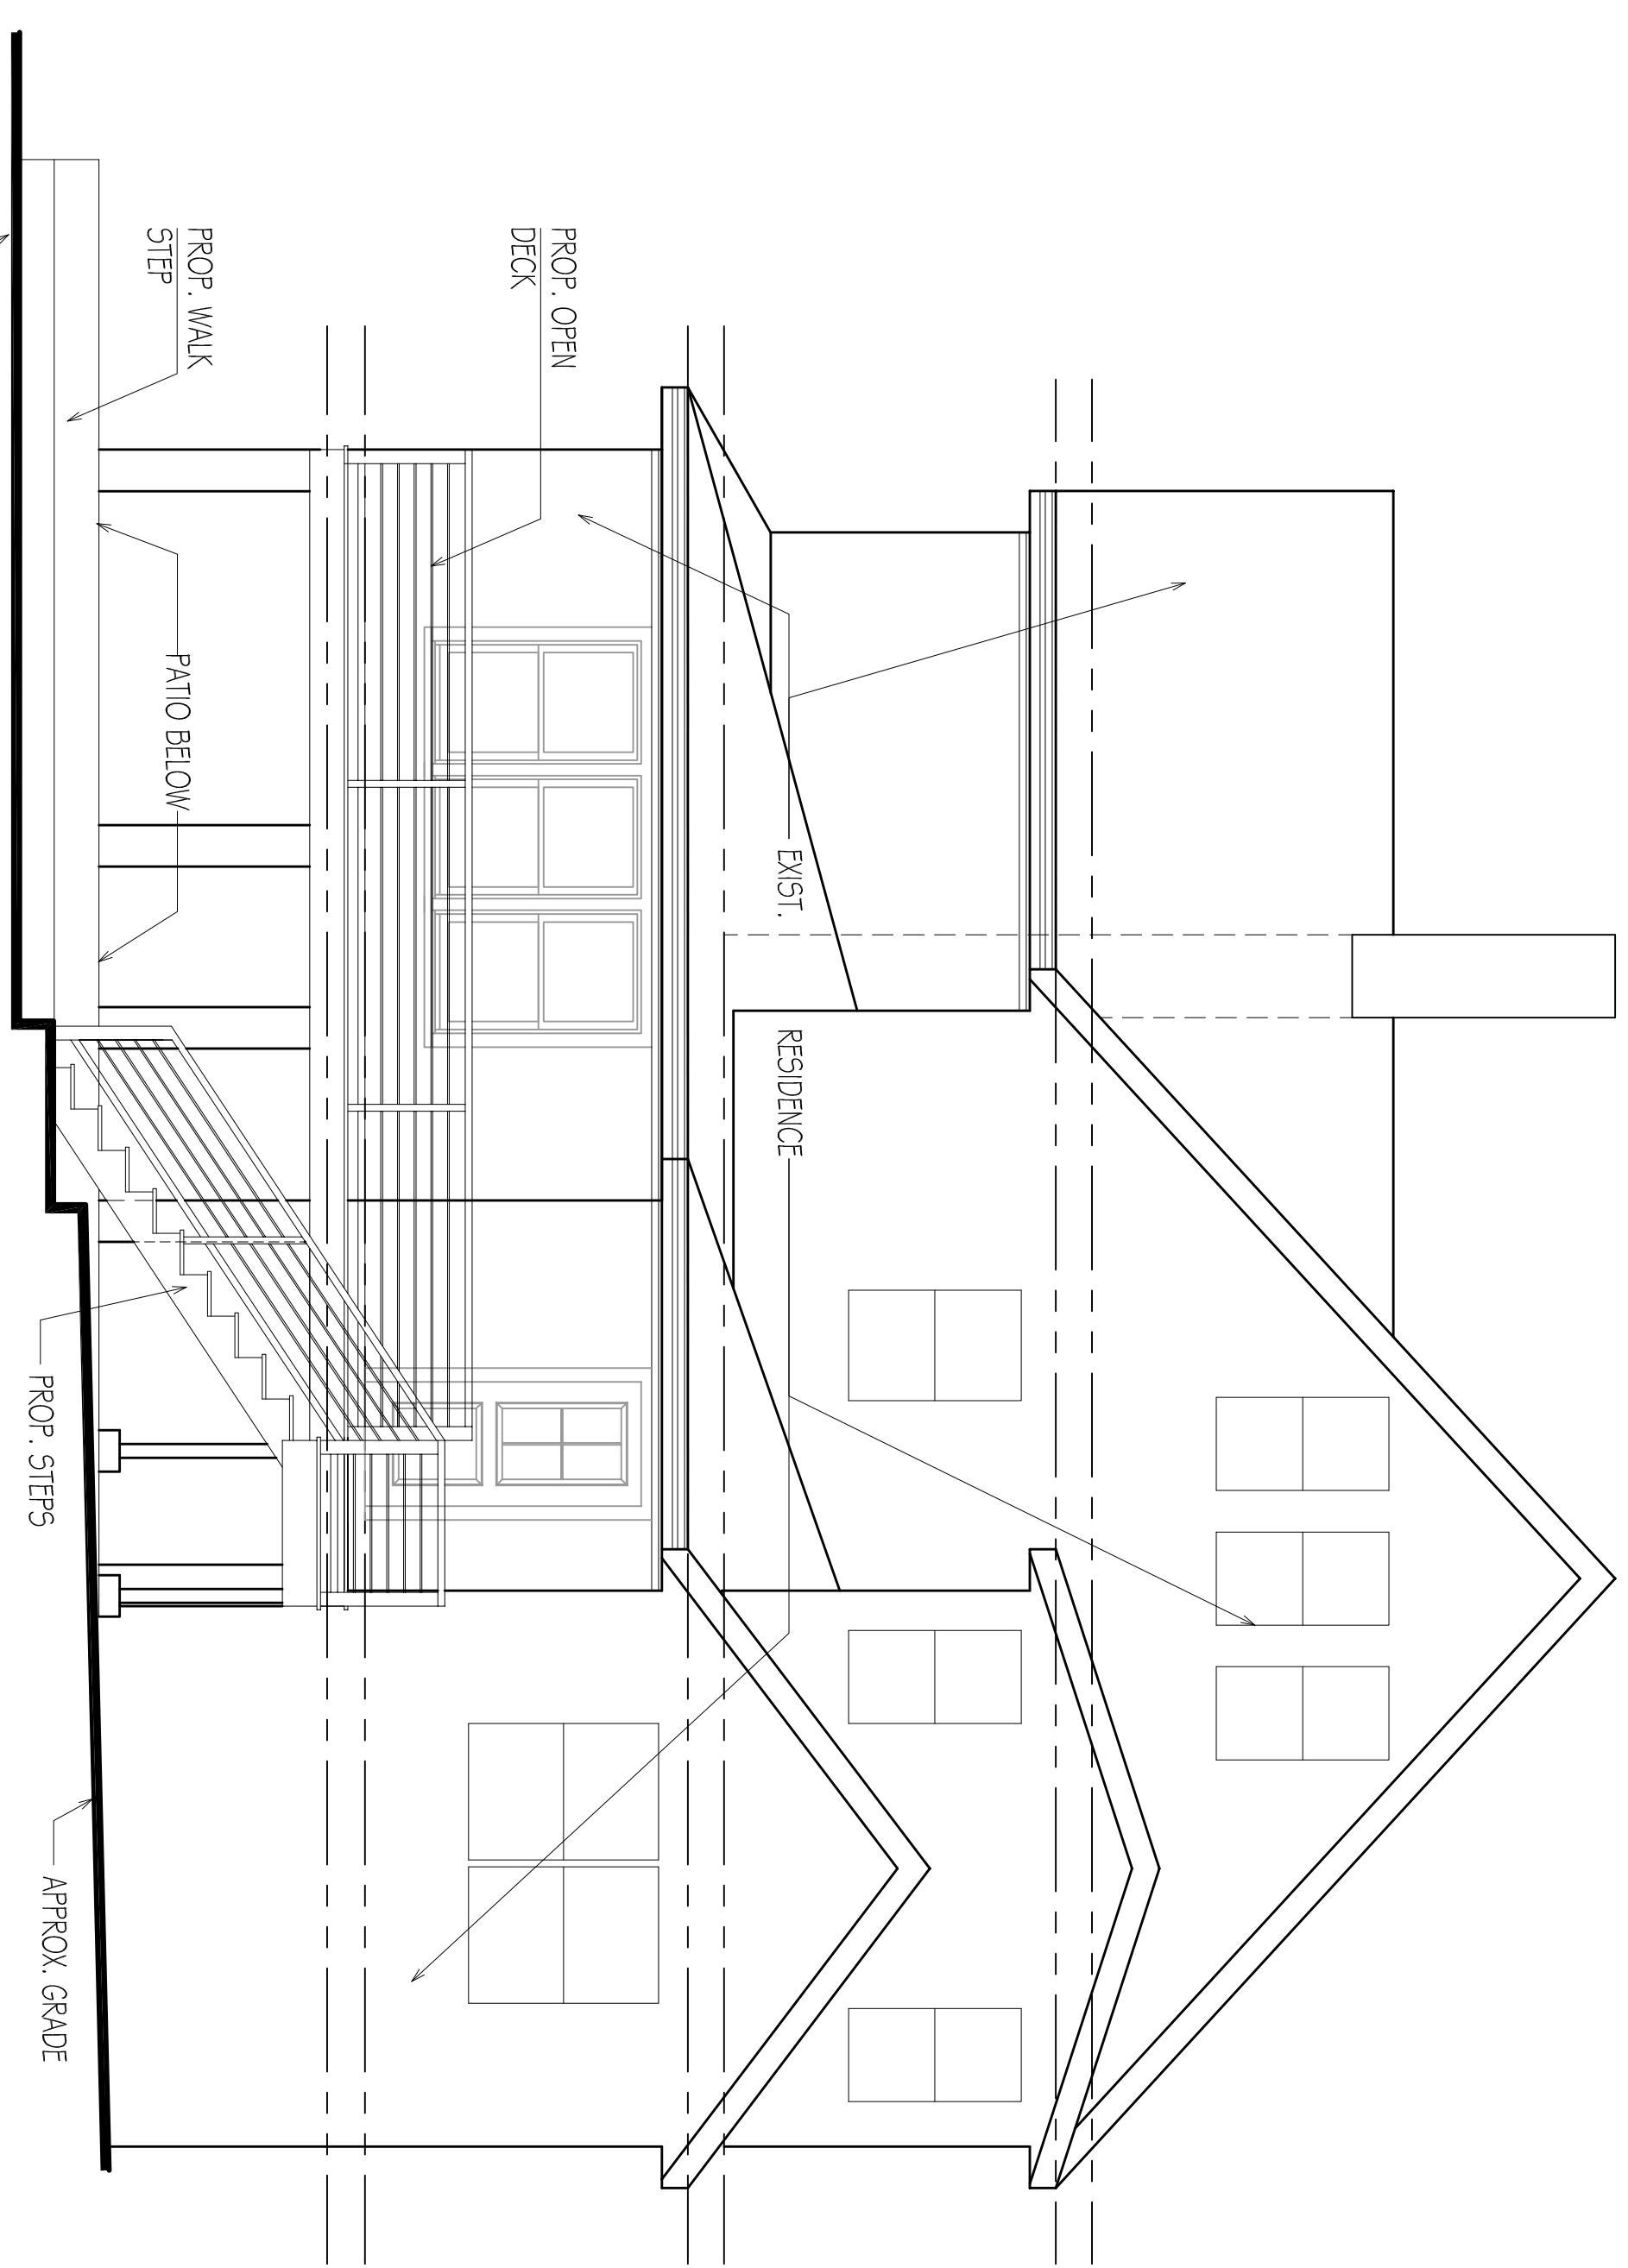 EXIST.
RESIDENCE
PROP. OPEN
DECK
PROP. WALK
STEP
PATIO BELOW
PROP. STEPS
APPROX. GRADE